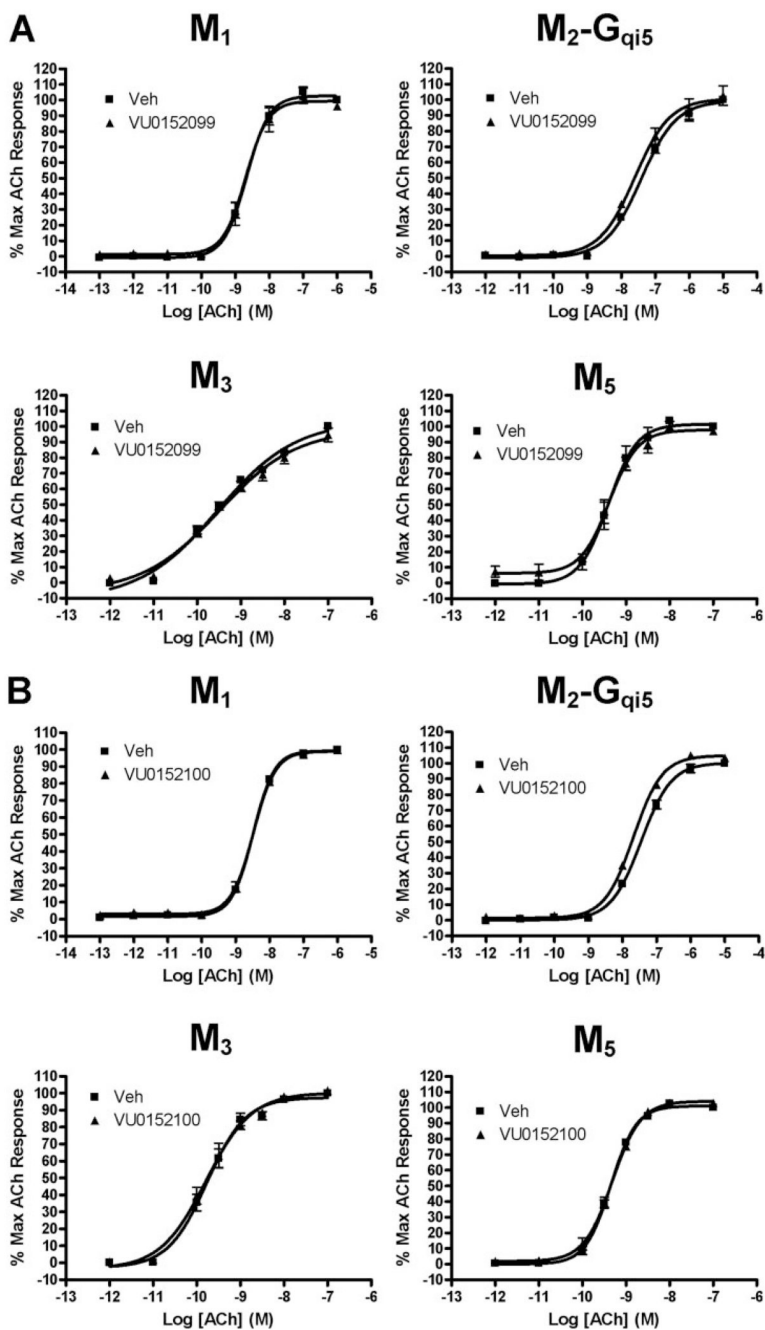 A
M1
120
110
100
90
80
70
60
50
40
30
20
10
0
-10
% Max ACh Response
Veh
VU0152099
-14 -13 -12 -11 -10 -9 -8 -7 -6 -5
Log [ACh] (M)
M2-Gqi5
120
110
100
90
80
70
60
50
40
30
20
10
0
-10
% Max ACh Response
Veh
VU0152099
-13 -12 -11 -10 -9 -8 -7 -6 -5 -4
Log [ACh] (M)
M3
120
110
100
90
80
70
60
50
40
30
20
10
0
-10
% Max ACh Response
Veh
VU0152099
-13 -12 -11 -10 -9 -8 -7 -6
Log [ACh] (M)
M5
120
110
100
90
80
70
60
50
40
30
20
10
0
-10
% Max ACh Response
Veh
VU0152099
-13 -12 -11 -10 -9 -8 -7 -6
Log [ACh] (M)
B
M1
110
100
90
80
70
60
50
40
30
20
10
0
-10
% Max ACh Response
Veh
VU0152100
-14 -13 -12 -11 -10 -9 -8 -7 -6 -5
Log [ACh] (M)
M2-Gqi5
120
110
100
90
80
70
60
50
40
30
20
10
0
-10
% Max ACh Response
Veh
VU0152100
-13 -12 -11 -10 -9 -8 -7 -6 -5 -4
Log [ACh] (M)
M3
110
100
90
80
70
60
50
40
30
20
10
0
-10
% Max ACh Response
Veh
VU0152100
-13 -12 -11 -10 -9 -8 -7 -6
Log [ACh] (M)
M5
120
110
100
90
80
70
60
50
40
30
20
10
0
-10
% Max ACh Response
Veh
VU0152100
-13 -12 -11 -10 -9 -8 -7 -6
Log [ACh] (M)